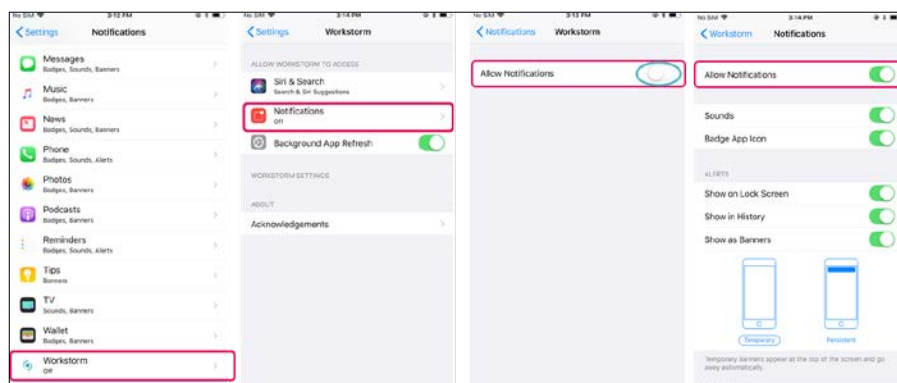 No SIM 3:13 PM
Settings Notifications
Messages
Badges, Sounds, Banners
Music
Badges, Banners
News
Badges, Sounds, Banners
Phone
Badges, Sounds, Alerts
Photos
Badges, Banners
Podcasts
Badges, Banners
Reminders
Badges, Sounds, Alerts
Tips
Banners
TV
Sounds, Banners
Wallet
Badges, Banners
Workstorm
Off
No SIM 3:14 PM
Settings Workstorm
ALLOW WORKSTORM TO ACCESS
Siri & Search
Search & Siri Suggestions
Notifications
On
Background App Refresh
WORKSTORM SETTINGS
ABOUT
Acknowledgements
No SIM 3:13 PM
Notifications Workstorm
Allow Notifications
No SIM 3:14 PM
Workstorm Notifications
Allow Notifications
Sounds
Badge App Icon
ALERTS
Show on Lock Screen
Show in History
Show as Banners
Temporary Persistent
Temporary banners appear at the top of the screen and go
away automatically.